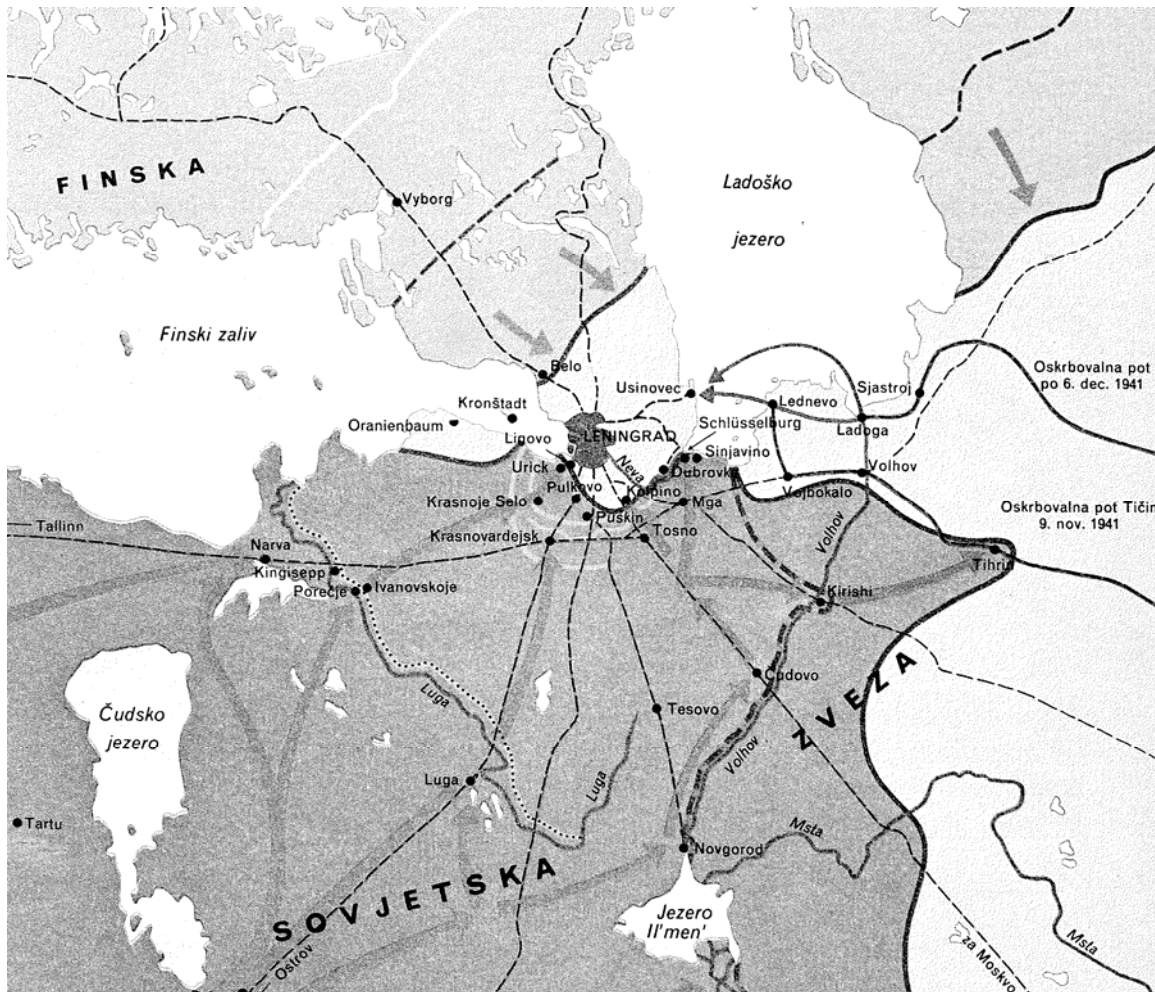 FINSKA
Vyborg
Ladoško
jezero
Finski zaliv
Belo
Usinovec
Lednevo
Sjastroj
Oskrbovalna pot
po 6. dec. 1941
Kronštadt
Oranienbaum
Ligovo
LENINGRAD
Schlüsselburg
Ladoga
Urick
Neva
Dubrovka
Sinjavino
Volhov
Pulkovo
Kolpino
Vojbokalo
Krasnoje Selo
Mga
Puškin
Oskrbovalna pot Tičin
9. nov. 1941
Tallinn
Krasnovardejsk
Tosno
Volhov
Narva
Tihrin
Kingisepp
Ivanovskoje
Porečje
Kirishi
Luga
Čudovo
ZVEZA
Čudsko
jezero
Tesovo
Volhov
Luga
Luga
Tartu
Msta
Novgorod
SOVJETSKA
Jezero
Il'men'
Ostrov
za Moskvo
Msta